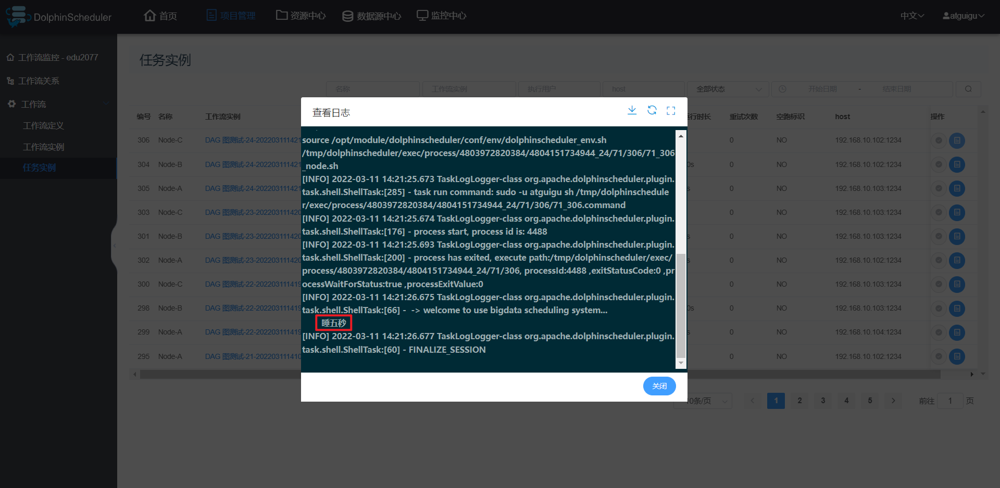 DolphinScheduler
首页
项目管理
资源中心
数据源中心
监控中心
中文
atguigu
工作流监控 - edu2077
工作流关系
工作流
工作流定义
工作流实例
任务实例
任务实例
名称
工作流实例
执行用户
host
全部状态
开始日期
-
结束日期
编号 名称 工作流实例 行时长 重试次数 空跑标识 host 操作
306 Node-C DAG 图测试-24-202203111421 0 NO 192.168.10.102:1234
304 Node-B DAG 图测试-24-202203111421 0s 0 NO 192.168.10.102:1234
305 Node-A DAG 图测试-24-202203111421 s 0 NO 192.168.10.103:1234
303 Node-C DAG 图测试-23-202203111420 0 NO 192.168.10.103:1234
301 Node-B DAG 图测试-23-202203111420 s 0 NO 192.168.10.103:1234
302 Node-A DAG 图测试-23-202203111420 s 0 NO 192.168.10.103:1234
300 Node-C DAG 图测试-22-202203111419 0 NO 192.168.10.103:1234
298 Node-B DAG 图测试-22-202203111419 0s 0 NO 192.168.10.102:1234
299 Node-A DAG 图测试-22-202203111419 s 0 NO 192.168.10.104:1234
295 Node-A DAG 图测试-21-202203111410 0 NO 192.168.10.102:1234
查看日志
source /opt/module/dolphinscheduler/conf/env/dolphinscheduler_env.sh
/tmp/dolphinscheduler/exec/process/4803972820384/4804151734944_24/71/306/71_306
_node.sh
[INFO] 2022-03-11 14:21:25.673 TaskLogLogger-class org.apache.dolphinscheduler.plugin.
task.shell.ShellTask:[285] - task run command: sudo -u atguigu sh /tmp/dolphinschedule
r/exec/process/4803972820384/4804151734944_24/71/306/71_306.command
[INFO] 2022-03-11 14:21:25.674 TaskLogLogger-class org.apache.dolphinscheduler.plugin.
task.shell.ShellTask:[176] - process start, process id is: 4488
[INFO] 2022-03-11 14:21:25.693 TaskLogLogger-class org.apache.dolphinscheduler.plugin.
task.shell.ShellTask:[200] - process has exited, execute path:/tmp/dolphinscheduler/exec/
process/4803972820384/4804151734944_24/71/306, processId:4488 ,exitStatusCode:0 ,pr
ocessWaitForStatus:true ,processExitValue:0
[INFO] 2022-03-11 14:21:26.675 TaskLogLogger-class org.apache.dolphinscheduler.plugin.
task.shell.ShellTask:[66] - -> welcome to use bigdata scheduling system...
睡五秒
[INFO] 2022-03-11 14:21:26.677 TaskLogLogger-class org.apache.dolphinscheduler.plugin.
task.shell.ShellTask:[60] - FINALIZE_SESSION
关闭
10条/页
1 2 3 4 5
前往 1 页